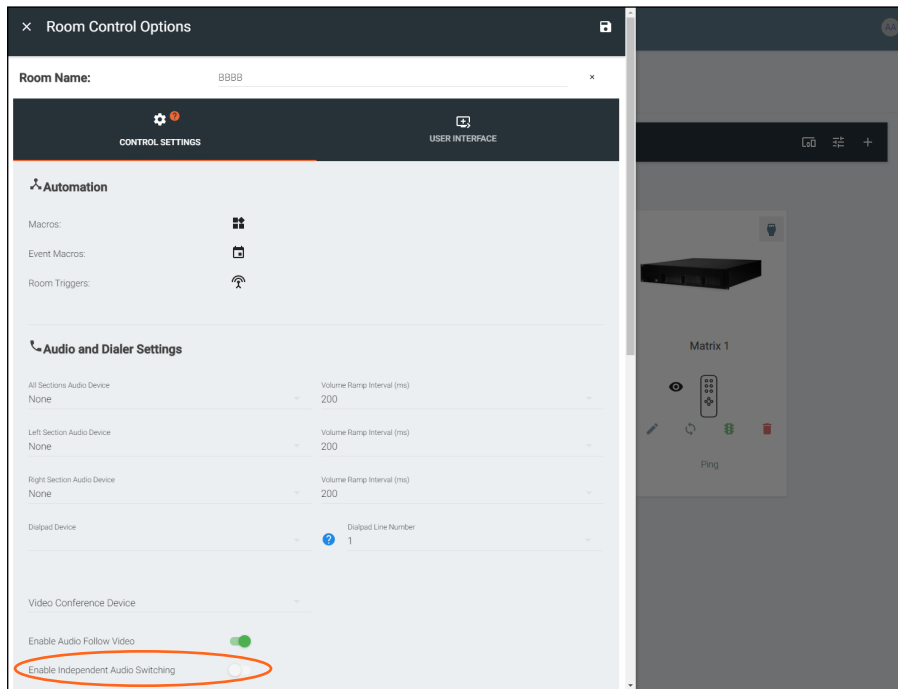 × Room Control Options
AA
Room Name: BBBB ×
?
CONTROL SETTINGS
USER INTERFACE
Automation
Macros:
Event Macros:
Room Triggers:
Audio and Dialer Settings
All Sections Audio Device
None
Volume Ramp Interval (ms)
200
Left Section Audio Device
None
Volume Ramp Interval (ms)
200
Right Section Audio Device
None
Volume Ramp Interval (ms)
200
Dialpad Device
?
Dialpad Line Number
1
Video Conference Device
Enable Audio Follow Video
Enable Independent Audio Switching
Matrix 1
Ping